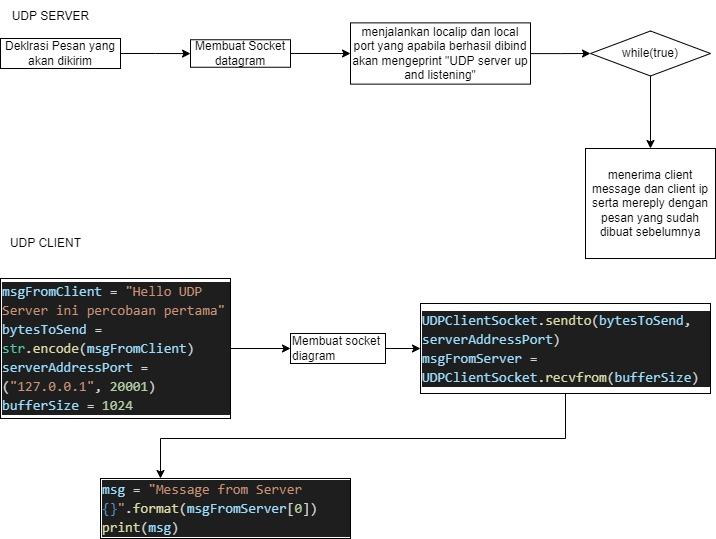 UDP SERVER
Deklrasi Pesan yang
akan dikirim
Membuat Socket
datagram
menjalankan localip dan local
port yang apabila berhasil dibind
akan mengeprint "UDP server up
and listening"
while(true)
menerima client
message dan client ip
serta mereply dengan
pesan yang sudah
dibuat sebelumnya
UDP CLIENT
msgFromClient = "Hello UDP
Server ini percobaan pertama"
bytesToSend =
str.encode(msgFromClient)
serverAddressPort =
("127.0.0.1", 20001)
bufferSize = 1024
Membuat socket
diagram
UDPClientSocket.sendto(bytesToSend,
serverAddressPort)
msgFromServer =
UDPClientSocket.recvfrom(bufferSize)
msg = "Message from Server
{}".format(msgFromServer[0])
print(msg)